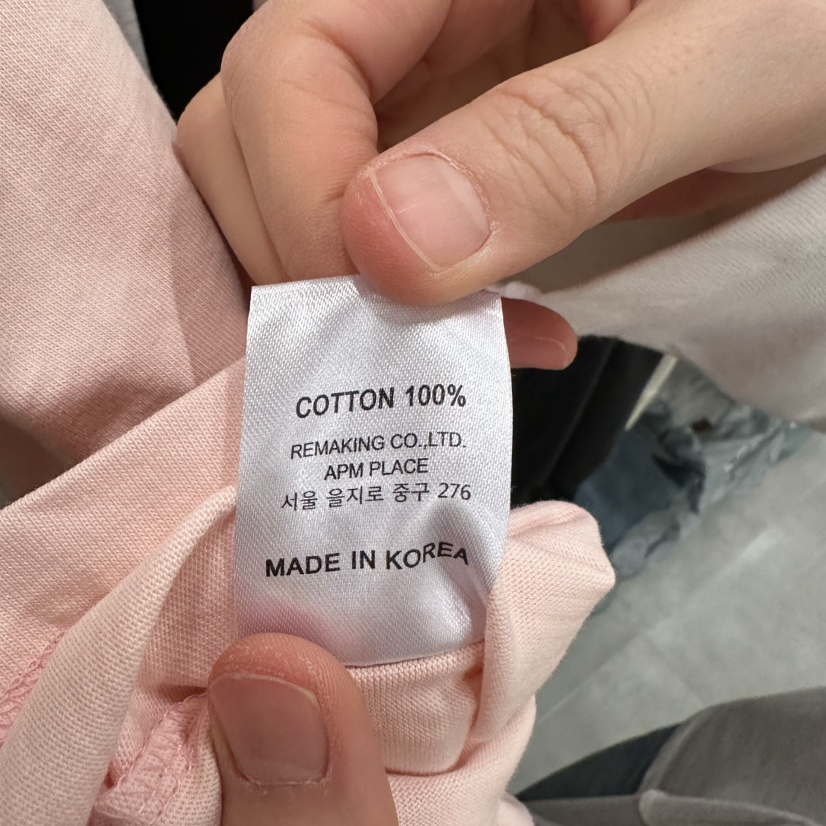 COTTON 100%
REMAKING CO.,LTD.
APM PLACE
서울 을지로 중구 276
MADE IN KOREA